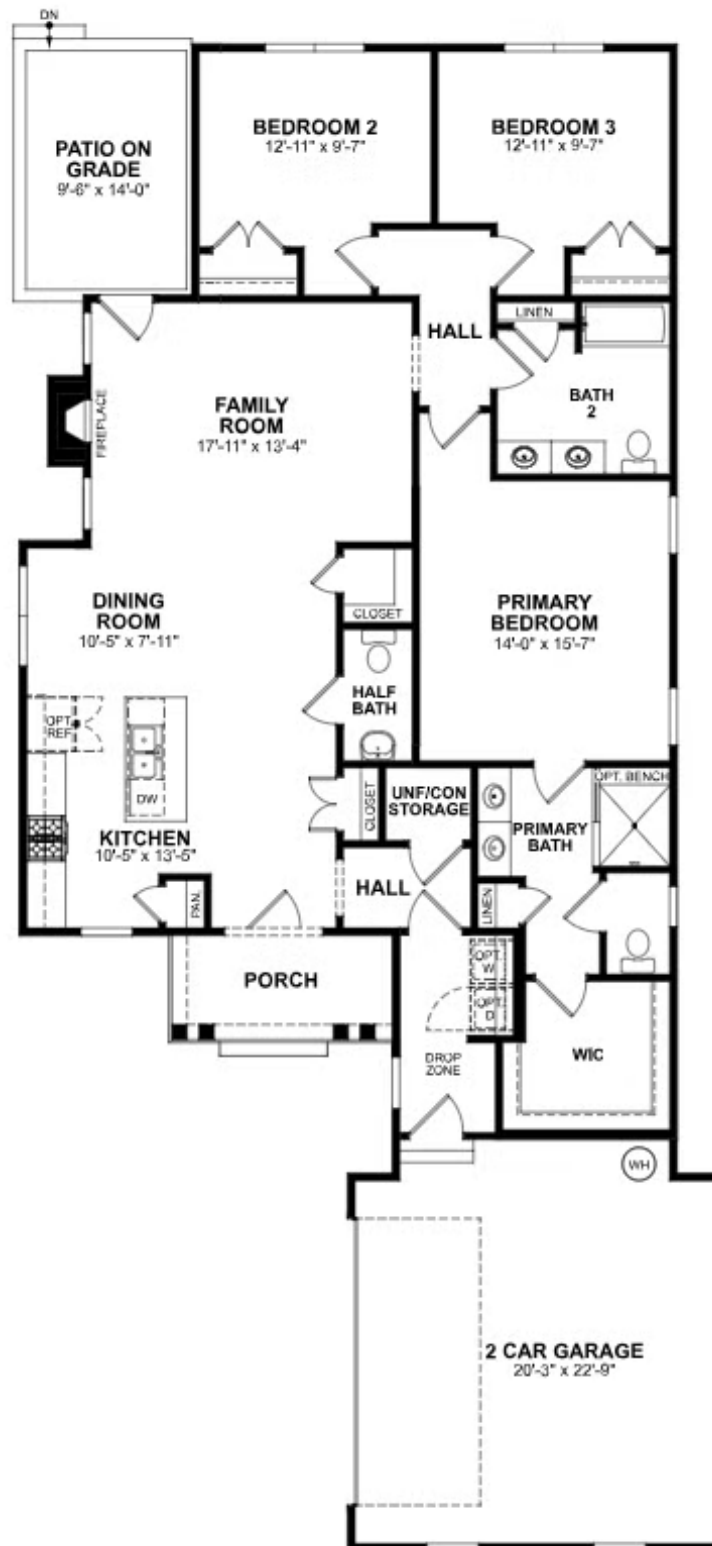 DN
PATIO ON
GRADE
9'-6" x 14'-0"
BEDROOM 2
12'-11" x 9'-7"
BEDROOM 3
12'-11" x 9'-7"
LINEN
HALL
BATH
2
FIREPLACE
FAMILY
ROOM
17'-11" x 13'-4"
DINING
ROOM
10'-5" x 7'-11"
CLOSET
PRIMARY
BEDROOM
14'-0" x 15'-7"
HALF
BATH
OPT.
REF
DW
KITCHEN
10'-5" x 13'-5"
CLOSET
UNF/CON
STORAGE
OPT. BENCH
PRIMARY
BATH
PAN.
HALL
LINEN
PORCH
OPT.
W
OPT.
D
DROP
ZONE
WIC
WH
2 CAR GARAGE
20'-3" x 22'-9"